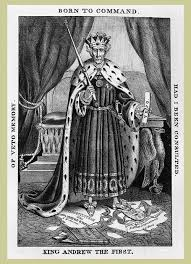 BORN TO COMMAND.
OF VETO MEMORY.
HAD I BEEN CONSULTED.
KING ANDREW THE FIRST.